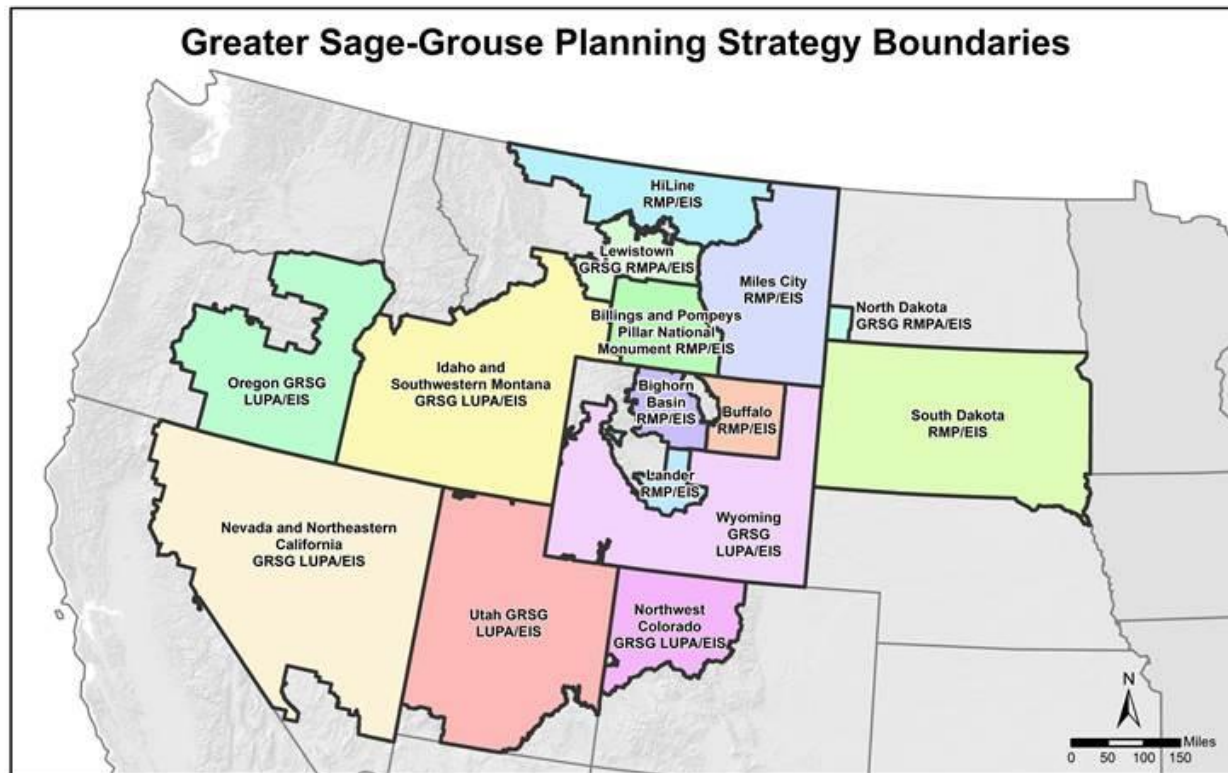 Greater Sage-Grouse Planning Strategy Boundaries
HiLine
RMP/EIS
Lewistown
GRSG RMPA/EIS
Miles City
RMP/EIS
North Dakota
GRSG RMPA/EIS
Billings and Pompeys
Pillar National
Monument RMP/EIS
Idaho and
Southwestern Montana
GRSG LUPA/EIS
Oregon GRSG
LUPA/EIS
Bighorn
Basin
RMP/EIS
Buffalo
RMP/EIS
South Dakota
RMP/EIS
Lander
RMP/EIS
Wyoming
GRSG
LUPA/EIS
Nevada and Northeastern
California
GRSG LUPA/EIS
Utah GRSG
LUPA/EIS
Northwest
Colorado
GRSG LUPA/EIS
N
Miles
0 50 100 150